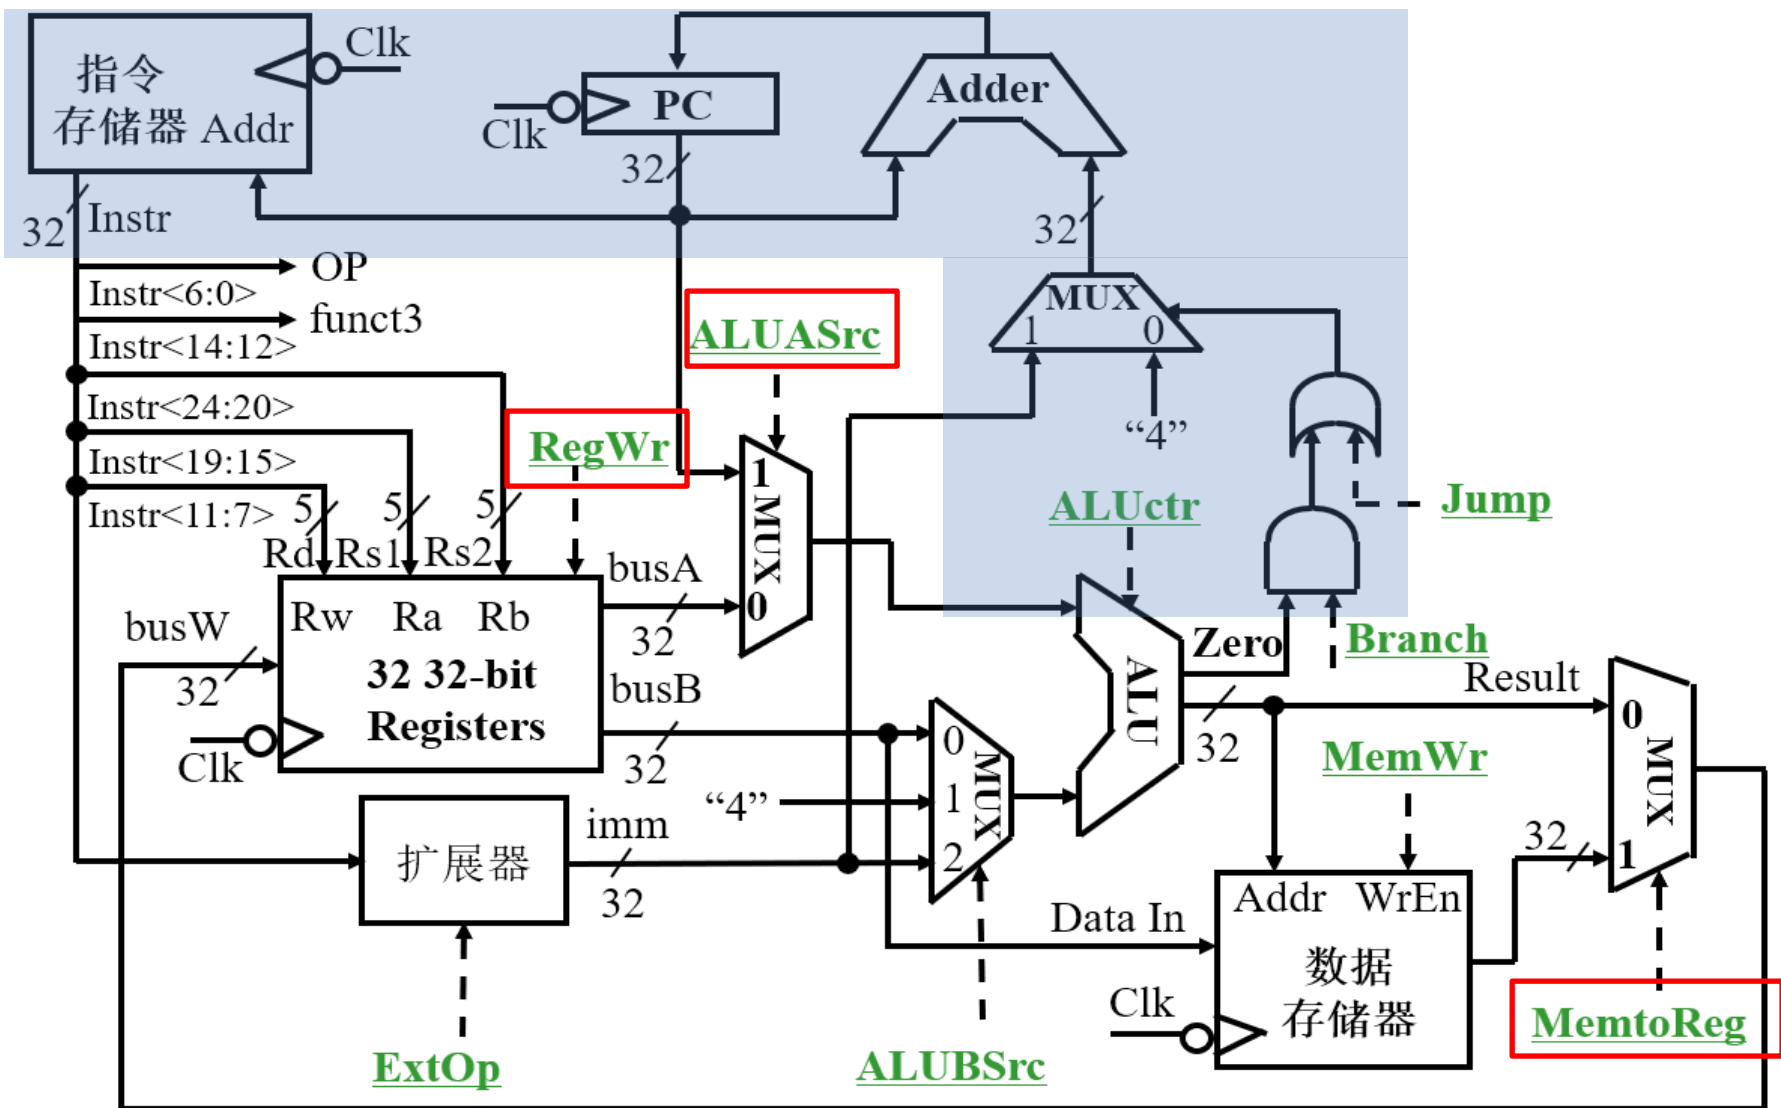 指令
存储器 Addr
Clk
PC
Clk
Adder
32
32
Instr
32
OP
Instr<6:0>
funct3
Instr<14:12>
Instr<24:20>
Instr<19:15>
Instr<11:7>
ALUASrc
RegWr
MUX
1
0
“4”
ALUctr
Jump
Branch
5
5
5
Rd
Rs1
Rs2
Rw
Ra
Rb
32 32-bit
Registers
busW
32
Clk
busA
32
busB
32
1
MUX
0
0
1
2
MUX
“4”
扩展器
imm
32
ExtOp
ALUBSrc
ALU
Zero
Result
32
MemWr
Data In
Addr
WrEn
数据
存储器
Clk
32
0
MUX
1
MemtoReg